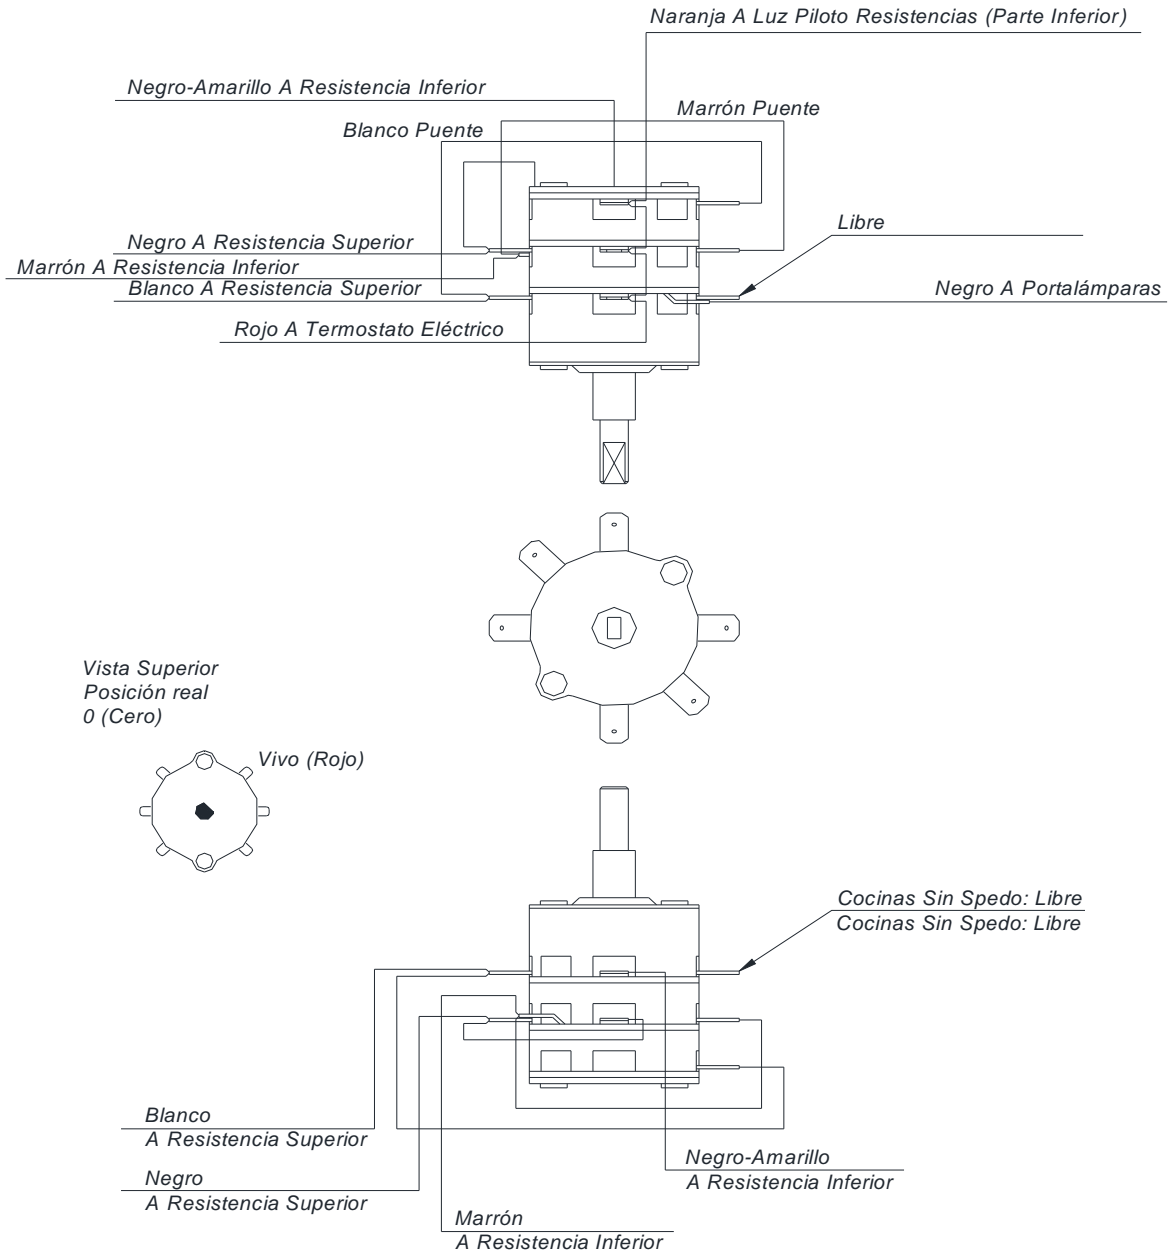 Naranja A Luz Piloto Resistencias (Parte Inferior)
Negro-Amarillo A Resistencia Inferior
Marrón Puente
Blanco Puente
Libre
Negro A Resistencia Superior
Marrón A Resistencia Inferior
Blanco A Resistencia Superior
Negro A Portalámparas
Rojo A Termostato Eléctrico
Vista Superior
Posición real
0 (Cero)
Vivo (Rojo)
Cocinas Sin Spedo: Libre
Cocinas Sin Spedo: Libre
Blanco
A Resistencia Superior
Negro-Amarillo
A Resistencia Inferior
Negro
A Resistencia Superior
Marrón
A Resistencia Inferior